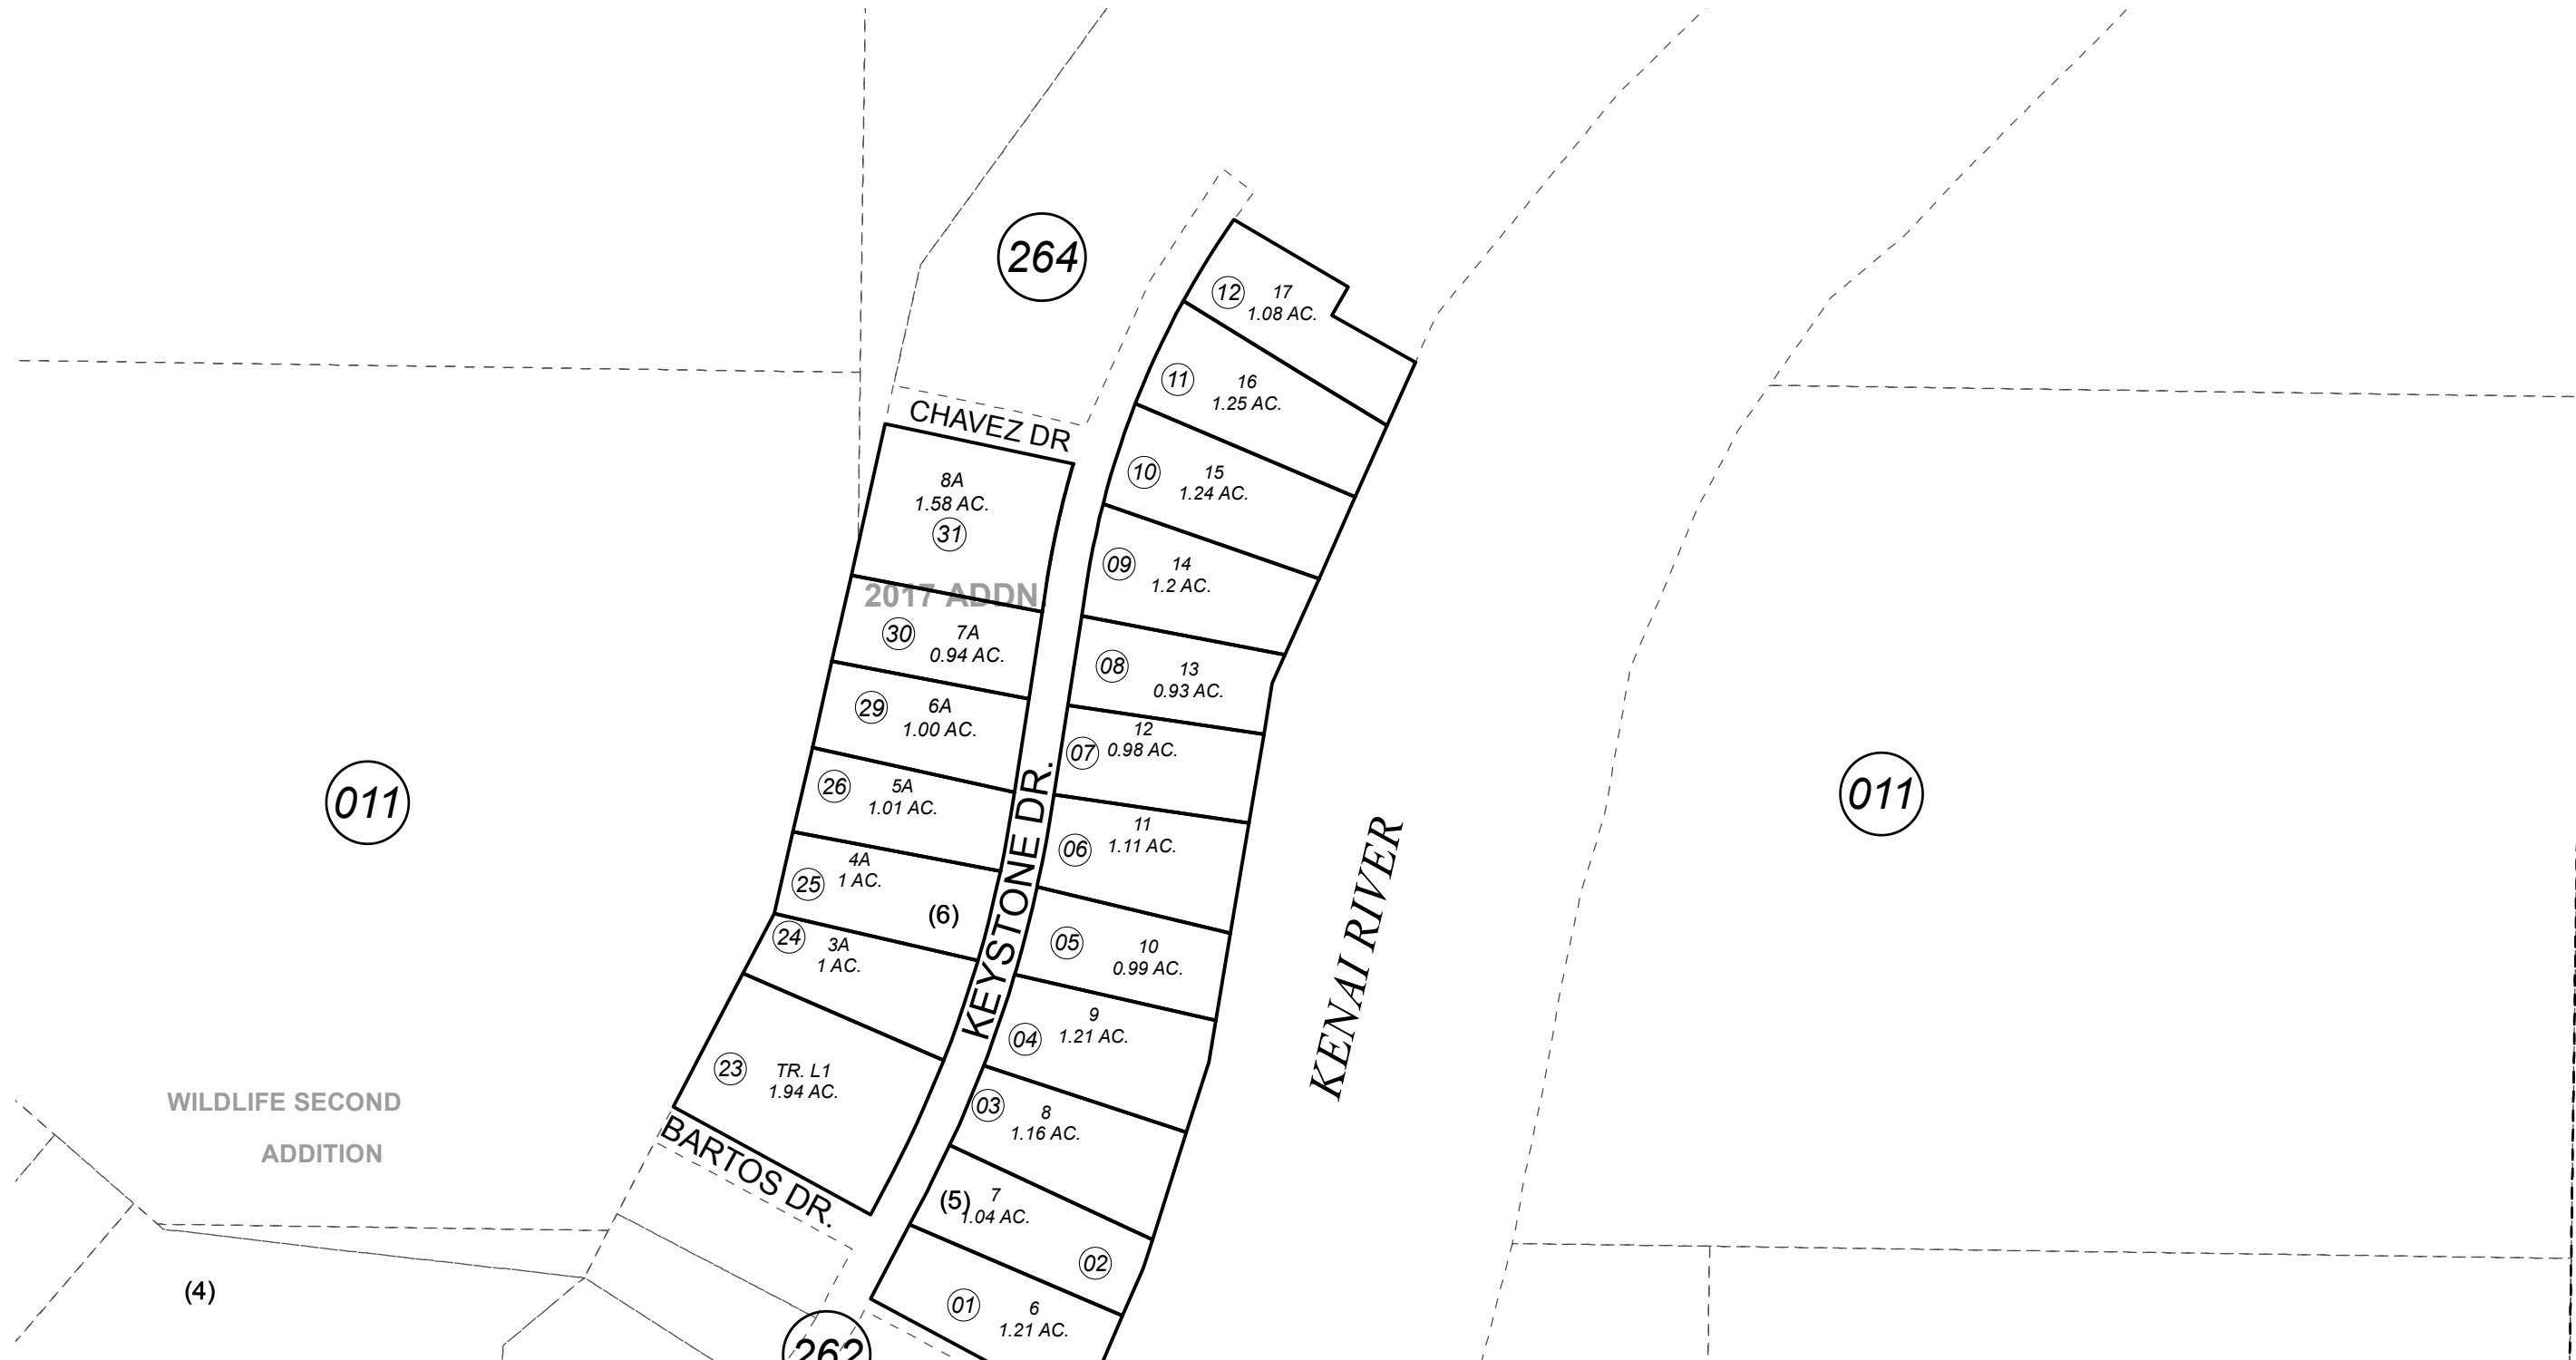 264
12
17
1.08 AC.
11
16
1.25 AC.
CHAVEZ DR
10
15
1.24 AC.
8A
1.58 AC.
31
09
14
1.2 AC.
2017 ADDN
30
7A
0.94 AC.
08
13
0.93 AC.
29
6A
1.00 AC.
07
12
0.98 AC.
26
5A
1.01 AC.
KEYSTONE DR.
06
11
1.11 AC.
011
011
25
4A
1 AC.
(6)
24
3A
1 AC.
05
10
0.99 AC.
KENAI RIVER
04
9
1.21 AC.
23
TR. L1
1.94 AC.
03
8
1.16 AC.
WILDLIFE SECOND
ADDITION
BARTOS DR.
(5)
7
1.04 AC.
02
(4)
01
6
1.21 AC.
262